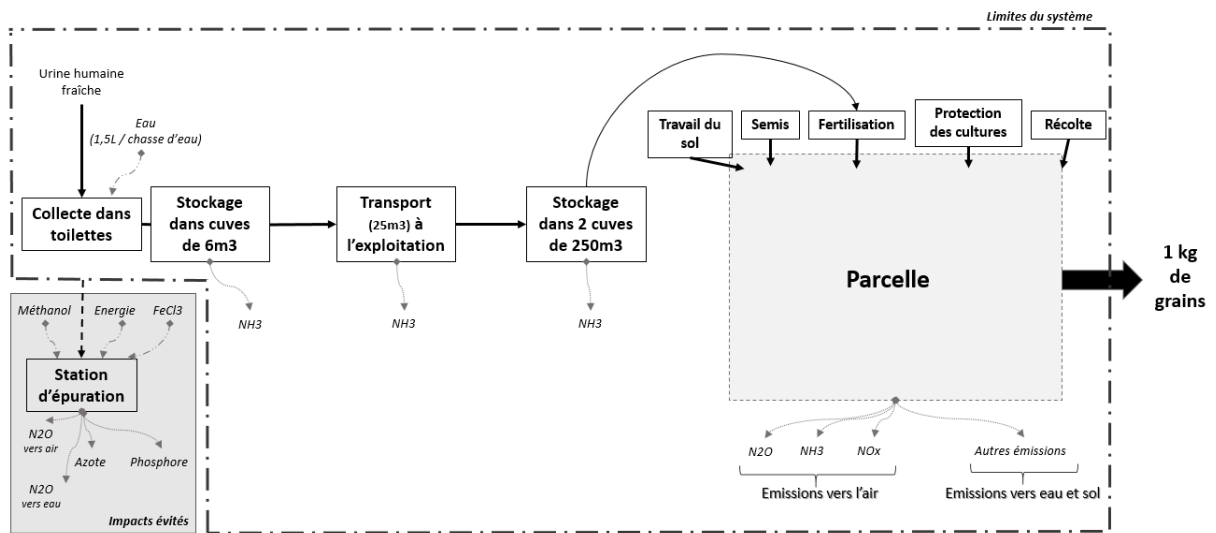 Limites du système
Urine humaine
fraîche
Eau
(1,5L / chasse d'eau)
Collecte dans
toilettes
Stockage
dans cuves
de 6m3
NH3
Transport
(25m3) à
l'exploitation
NH3
Stockage
dans 2 cuves
de 250m3
NH3
Travail du
sol
Semis
Fertilisation
Protection
des cultures
Récolte
Parcelle
1 kg
de
grains
N2O
NH3
NOx
Autres émissions
Emissions vers l'air
Emissions vers eau et sol
Méthanol
Energie
FeCl3
Station
d'épuration
N2O
vers air
Azote
Phosphore
N2O
vers eau
Impacts évités